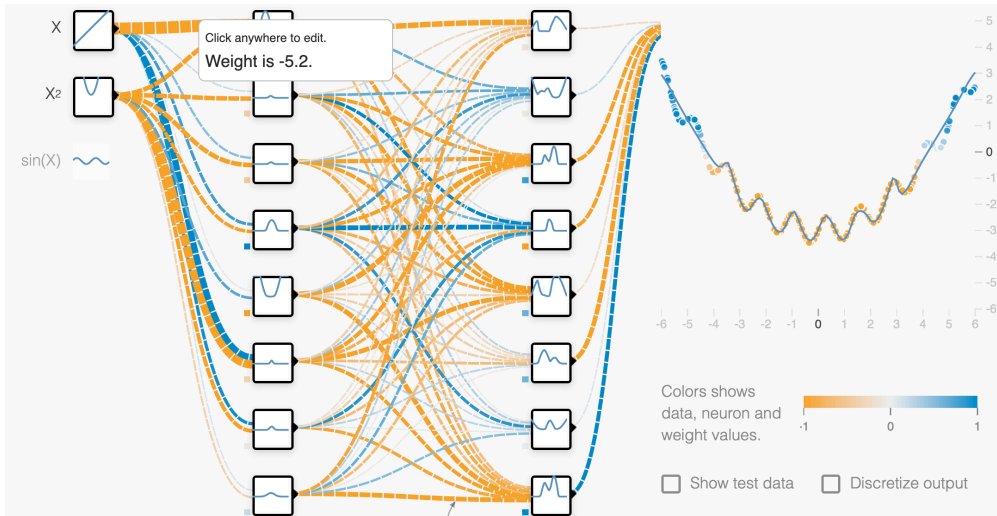 X
Click anywhere to edit.
Weight is -5.2.
X2
sin(X)
5
4
3
2
1
0
-1
-2
-3
-4
-5
-6
-6 -5 -4 -3 -2 -1 0 1 2 3 4 5 6
Colors shows
data, neuron and
weight values.
-1 0 1
Show test data
Discretize output